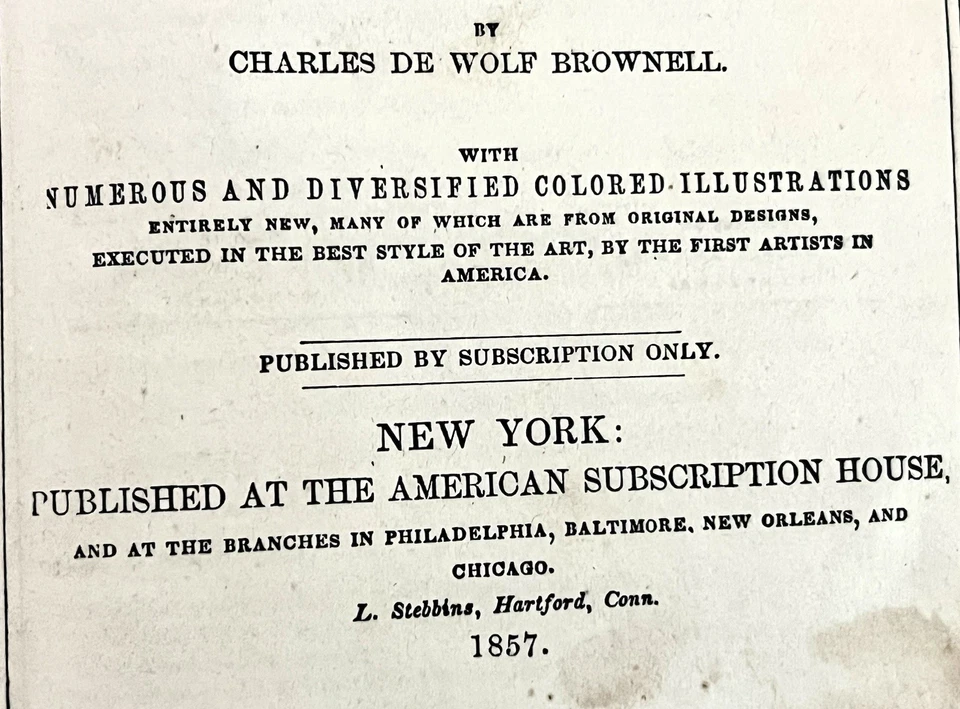 BY
CHARLES DE WOLF BROWNELL.
WITH
NUMEROUS AND DIVERSIFIED COLORED ILLUSTRATIONS
ENTIRELY NEW, MANY OF WHICH ARE FROM ORIGINAL DESIGNS,
EXECUTED IN THE BEST STYLE OF THE ART, BY THE FIRST ARTISTS IN
AMERICA.
PUBLISHED BY SUBSCRIPTION ONLY.
NEW YORK:
PUBLISHED AT THE AMERICAN SUBSCRIPTION HOUSE,
AND AT THE BRANCHES IN PHILADELPHIA, BALTIMORE, NEW ORLEANS, AND
CHICAGO.
L. Stebbins, Hartford, Conn.
1857.